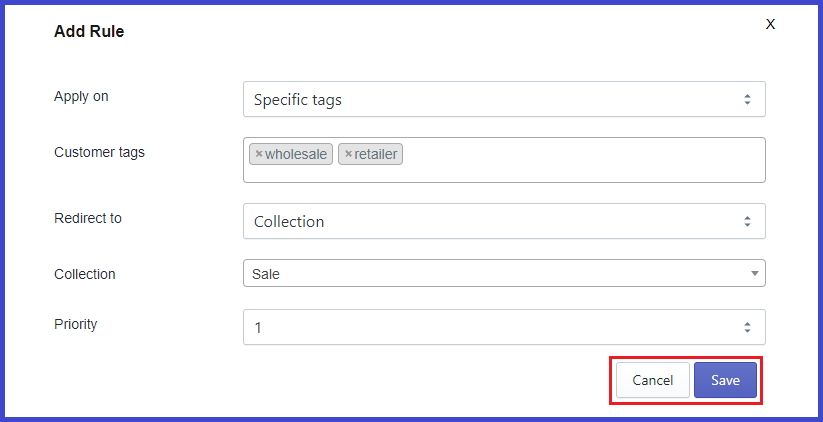 Add Rule X
Apply on Specific tags
Customer tags ×wholesale ×retailer
Redirect to Collection
Collection Sale
Priority 1
Cancel Save